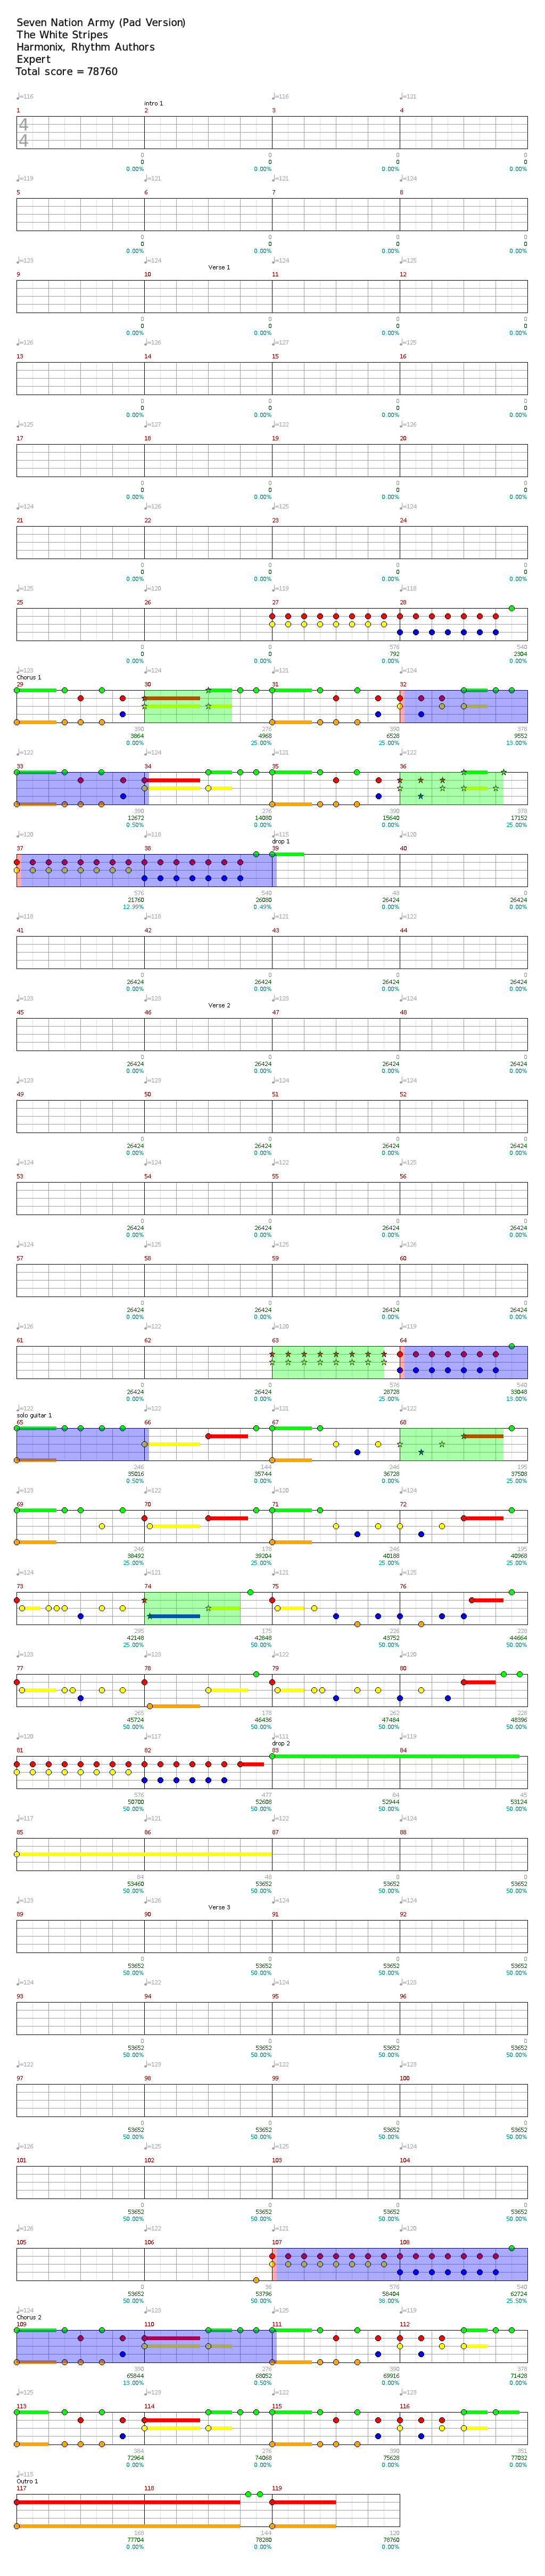 Seven Nation Army (Pad Version)
The White Stripes
Harmonix, Rhythm Authors
Expert
Total score = 78760
♩=116 ♩=116 ♩=121
intro 1
1 2 3 4
4
4
0 0 0 0
0 0 0 0
0.00% 0.00% 0.00% 0.00%
♩=119 ♩=121 ♩=121 ♩=124
5 6 7 8
0 0 0 0
0 0 0 0
0.00% 0.00% 0.00% 0.00%
♩=123 ♩=124 ♩=124 ♩=125
Verse 1
9 10 11 12
0 0 0 0
0 0 0 0
0.00% 0.00% 0.00% 0.00%
♩=126 ♩=126 ♩=127 ♩=125
13 14 15 16
0 0 0 0
0 0 0 0
0.00% 0.00% 0.00% 0.00%
♩=125 ♩=127 ♩=122 ♩=126
17 18 19 20
0 0 0 0
0 0 0 0
0.00% 0.00% 0.00% 0.00%
♩=124 ♩=126 ♩=125 ♩=124
21 22 23 24
0 0 0 0
0 0 0 0
0.00% 0.00% 0.00% 0.00%
♩=125 ♩=120 ♩=119 ♩=118
25 26 27 28
0 0 576 540
0 0 792 2304
0.00% 0.00% 0.00% 0.00%
♩=123 ♩=124 ♩=124
Chorus 1
29 30 31 32
390 276 390 378
3864 4968 6528 9552
0.00% 25.00% 25.00% 13.00%
♩=122 ♩=122
33 34 35 36
390 276 390
12672 14080 15640 17152
0.50% 0.00% 0.00% 25.00%
♩=120 ♩=118 ♩=115
drop 1
37 38 39 40
576 540 48 0
21760 26080 26424 26424
12.99% 0.49% 0.00% 0.00%
♩=118 ♩=118 ♩=121
41 42 43 44
0 0 0 0
26424 26424 26424 26424
0.00% 0.00% 0.00% 0.00%
♩=123 ♩=123 ♩=124
Verse 2
45 46 47 48
0 0 0 0
26424 26424 26424 26424
0.00% 0.00% 0.00% 0.00%
♩=123 ♩=123
49 50 51 52
0 0 0 0
26424 26424 26424 26424
0.00% 0.00% 0.00% 0.00%
♩=124 ♩=124 ♩=122 ♩=125
53 54 55 56
0 0 0 0
26424 26424 26424 26424
0.00% 0.00% 0.00% 0.00%
♩=124 ♩=125 ♩=125 ♩=126
57 58 59 60
0 0 0 0
26424 26424 26424 26424
0.00% 0.00% 0.00% 0.00%
♩=126 ♩=122 ♩=120 ♩=119
61 62 63 64
0 0 576 540
26424 26424 28728 33048
0.00% 0.00% 25.00% 13.00%
♩=122 ♩=122 ♩=122
solo guitar 1
65 66 67 68
246 144 195
35016 35744 36728 37508
0.50% 0.00% 0.00% 25.00%
♩=123 ♩=124 ♩=122
69 70 71 72
246 178 246 195
38492 39204 40188 40968
25.00% 25.00% 25.00% 25.00%
♩=124 ♩=121 ♩=121
73 74 75 76
295 175 226 228
42148 42848 43752 44664
25.00% 50.00% 50.00% 50.00%
♩=122 ♩=123
77 78 79 80
265 178 262 228
45724 46436 47484 48396
50.00% 50.00% 50.00% 50.00%
♩=120 ♩=117 ♩=111
drop 2
81 82 83 84
576 477 84 45
50700 52608 52944 53124
50.00% 50.00% 50.00% 50.00%
♩=117 ♩=121 ♩=122 ♩=124
85 86 87 88
84 48 0 0
53460 53652 53652 53652
50.00% 50.00% 50.00% 50.00%
♩=123 ♩=126 ♩=124 ♩=124
Verse 3
89 90 91 92
0 0 0 0
53652 53652 53652 53652
50.00% 50.00% 50.00% 50.00%
♩=124 ♩=122 ♩=124 ♩=123
93 94 95 96
0 0 0 0
53652 53652 53652 53652
50.00% 50.00% 50.00% 50.00%
♩=122 ♩=123 ♩=122 ♩=123
97 98 99 100
0 0 0 0
53652 53652 53652 53652
50.00% 50.00% 50.00% 50.00%
♩=126 ♩=125 ♩=125 ♩=124
101 102 103 104
0 0 0 0
53652 53652 53652 53652
50.00% 50.00% 50.00% 50.00%
♩=126 ♩=122 ♩=121 ♩=120
105 106 107 108
0 36 576 540
53652 53796 58404 62724
50.00% 50.00% 38.00% 25.50%
♩=124 ♩=123 ♩=125
Chorus 2
109 110 111 112
390 276 390 378
65844 68052 69916 71428
13.00% 0.50% 0.00% 0.00%
♩=125 ♩=123 ♩=125 ♩=123
113 114 115 116
384 276 390 351
72964 74068 75628 77032
0.00% 0.00% 0.00% 0.00%
♩=115
Outro 1
117 118 119
168 144 120
77704 78280 78760
0.00% 0.00% 0.00%